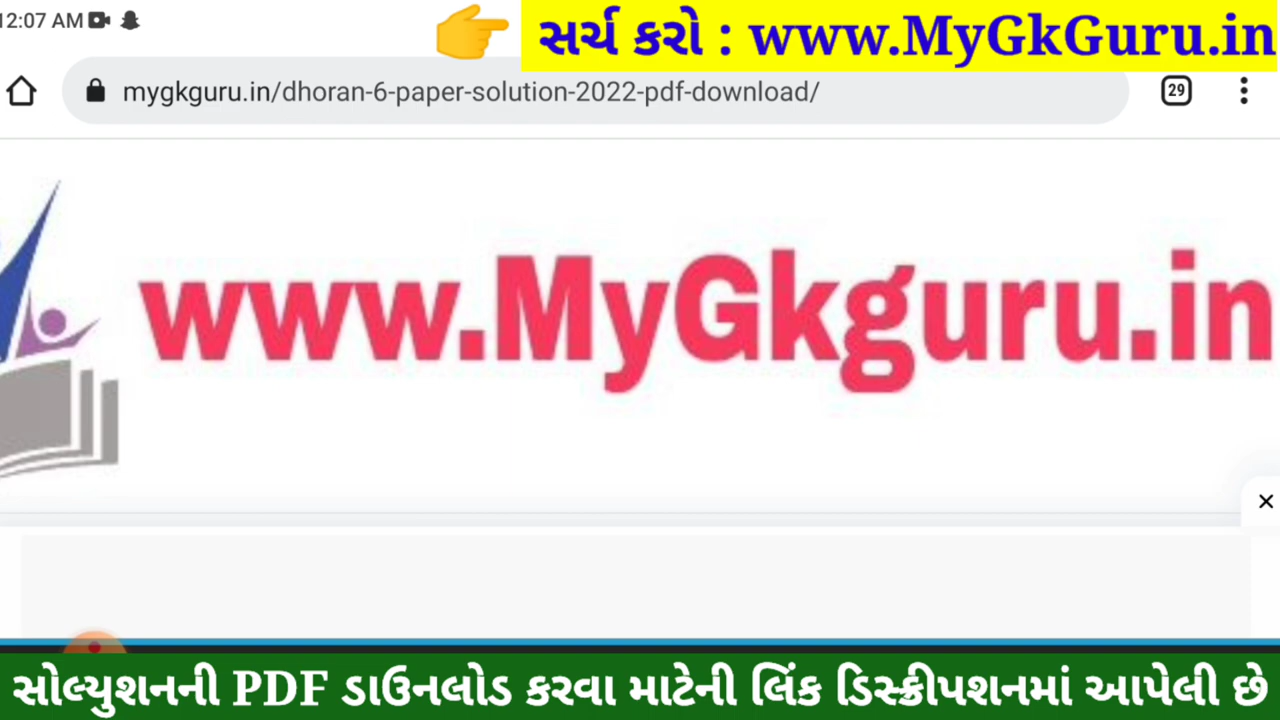 12:07 AM
સર્ચ કરો : www.MyGkGuru.in
mygkguru.in/dhoran-6-paper-solution-2022-pdf-download/
29
www.MyGkguru.in
સોલ્યુશનની PDF ડાઉનલોડ કરવા માટેની લિંક ડિસ્ક્રીપશનમાં આપેલી છે